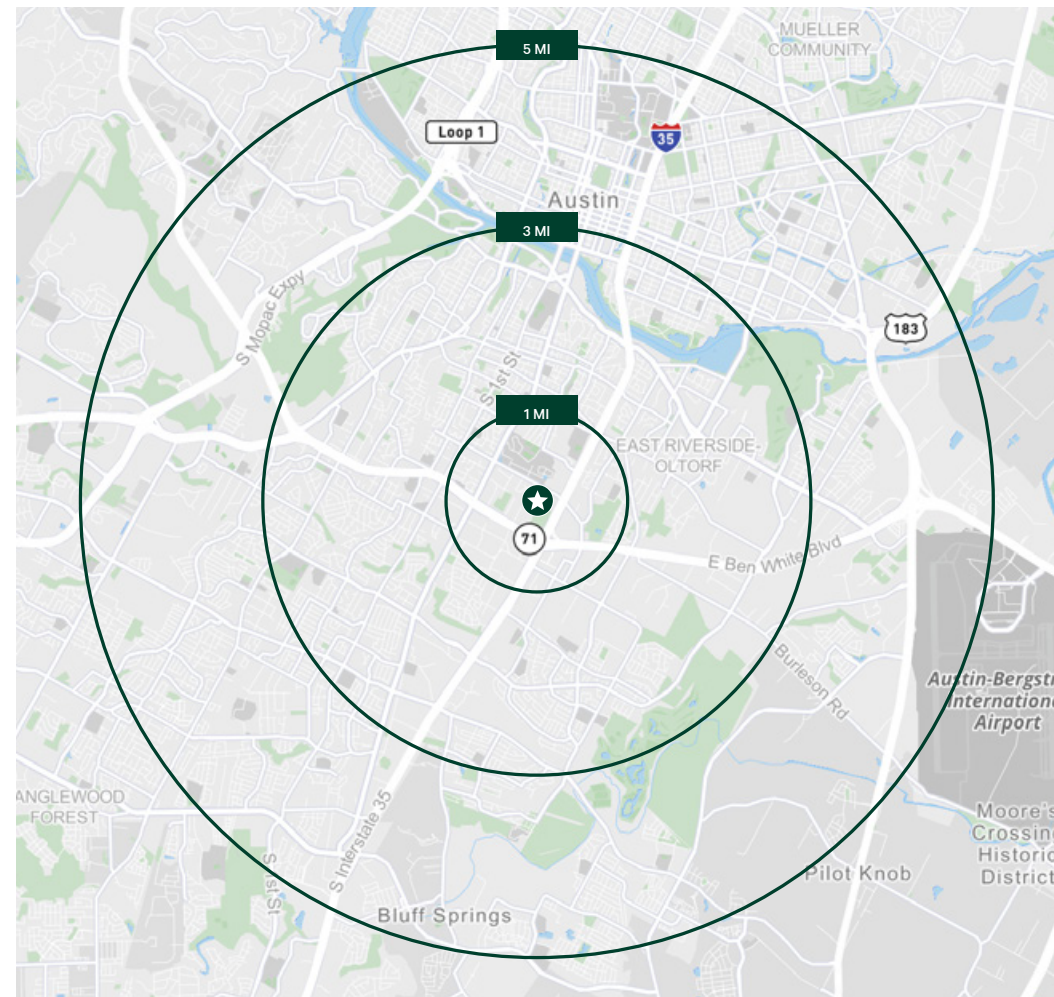 MUELLER
COMMUNITY
5 MI
Loop 1
35
Austin
3 MI
S Mopac Expy
183
S 1st St
1 MI
EAST RIVERSIDE-
OLTORF
71
E Ben White Blvd
Burleson Rd
Austin-Bergstr
Internationa
Airport
ANGLEWOOD
FOREST
S Interstate 35
Moore's
Crossing
Historic
District
S 1st St
Pilot Knob
Bluff Springs